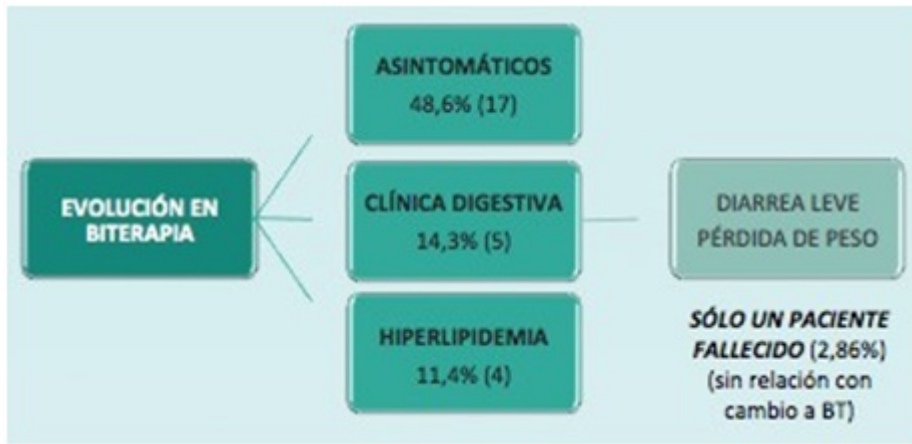 EVOLUCIÓN EN
BITERAPIA
ASINTOMÁTICOS
48,6% (17)
CLÍNICA DIGESTIVA
14,3% (5)
HIPERLIPIDEMIA
11,4% (4)
DIARREA LEVE
PÉRDIDA DE PESO
SÓLO UN PACIENTE
FALLECIDO (2,86%)
(sin relación con
cambio a BT)